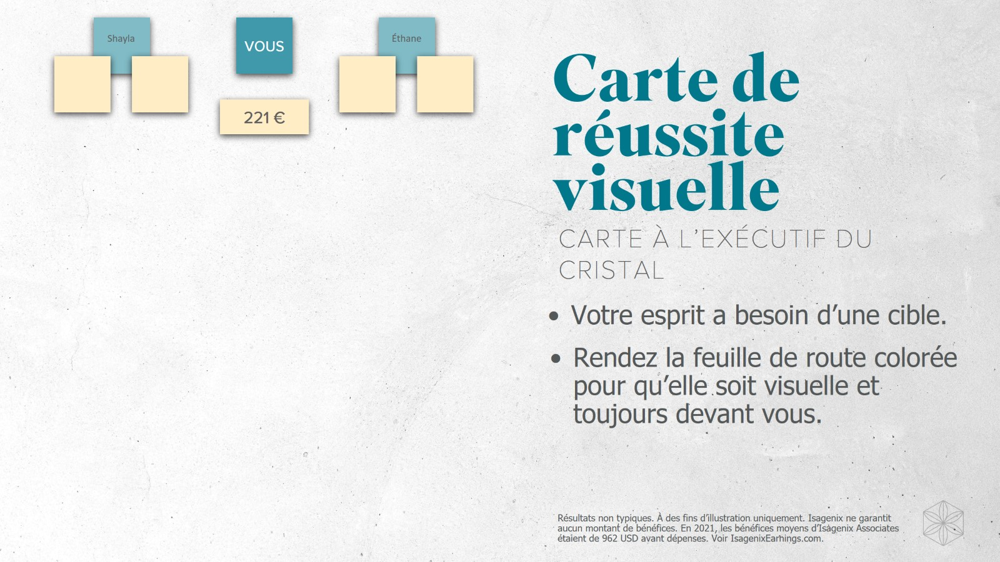 Shayla
VOUS
Éthane
221 €
Carte de
réussite
visuelle
CARTE À L’EXÉCUTIF DU
CRISTAL
• Votre esprit a besoin d’une cible.
• Rendez la feuille de route colorée
pour qu’elle soit visuelle et
toujours devant vous.
Résultats non typiques. À des fins d’illustration uniquement. Isagenix ne garantit
aucun montant de bénéfices. En 2021, les bénéfices moyens d’Isagenix Associates
étaient de 962 USD avant dépenses. Voir IsagenixEarhings.com.